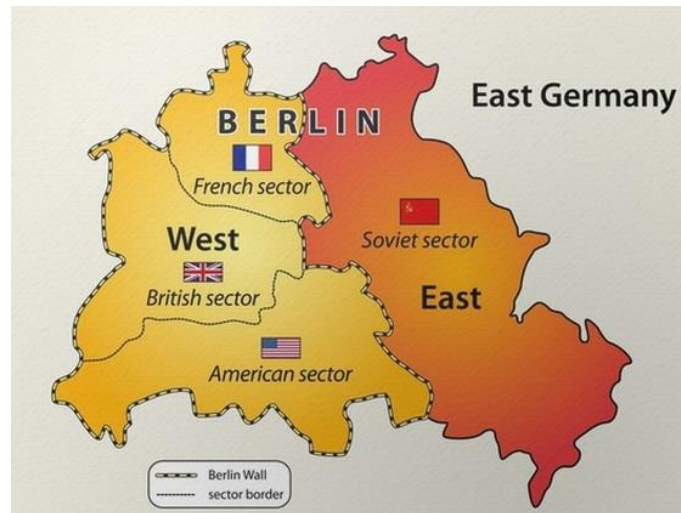 East Germany
BERLIN
French sector
Soviet sector
West
British sector
East
American sector
Berlin Wall
sector border